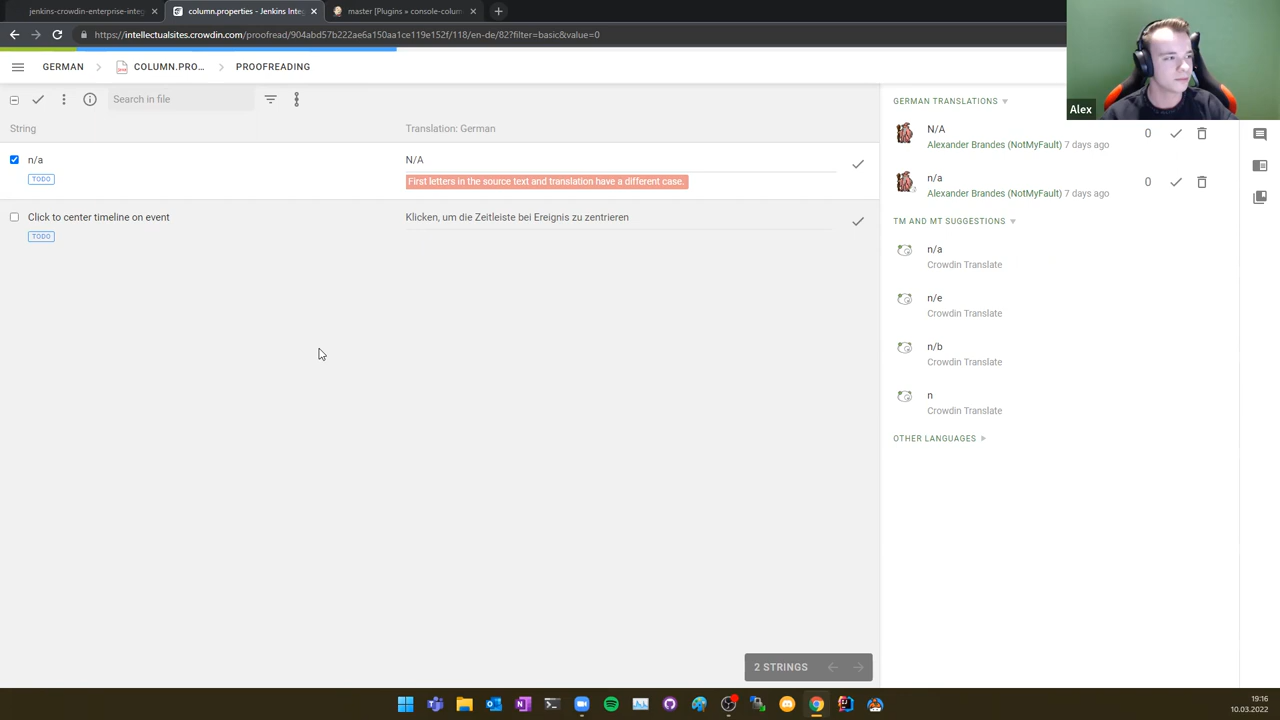 jenkins-crowdin-enterprise-integ
column.properties - Jenkins Integ
master [Plugins » console-colum
https://intellectualsites.crowdin.com/proofread/904abd57b222ae6a150aa1ce119e152f/118/en-de/82?filter=basic&value=0
GERMAN
COLUMN.PRO...
PROOFREADING
Search in file
String
Translation: German
n/a
N/A
TODO
First letters in the source text and translation have a different case.
Click to center timeline on event
Klicken, um die Zeitleiste bei Ereignis zu zentrieren
TODO
2 STRINGS
GERMAN TRANSLATIONS
N/A
0
Alexander Brandes (NotMyFault) 7 days ago
n/a
0
Alexander Brandes (NotMyFault) 7 days ago
TM AND MT SUGGESTIONS
n/a
Crowdin Translate
n/e
Crowdin Translate
n/b
Crowdin Translate
n
Crowdin Translate
OTHER LANGUAGES
Alex
19:16
10.03.2022